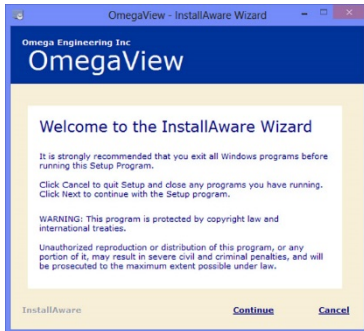 OmegaView - InstallAware Wizard
Omega Engineering Inc
OmegaView
Welcome to the InstallAware Wizard
It is strongly recommended that you exit all Windows programs before
running this Setup Program.
Click Cancel to quit Setup and close any programs you have running.
Click Next to continue with the Setup program.
WARNING: This program is protected by copyright law and
international treaties.
Unauthorized reproduction or distribution of this program, or any
portion of it, may result in severe civil and criminal penalties, and will
be prosecuted to the maximum extent possible under law.
InstallAware Continue Cancel